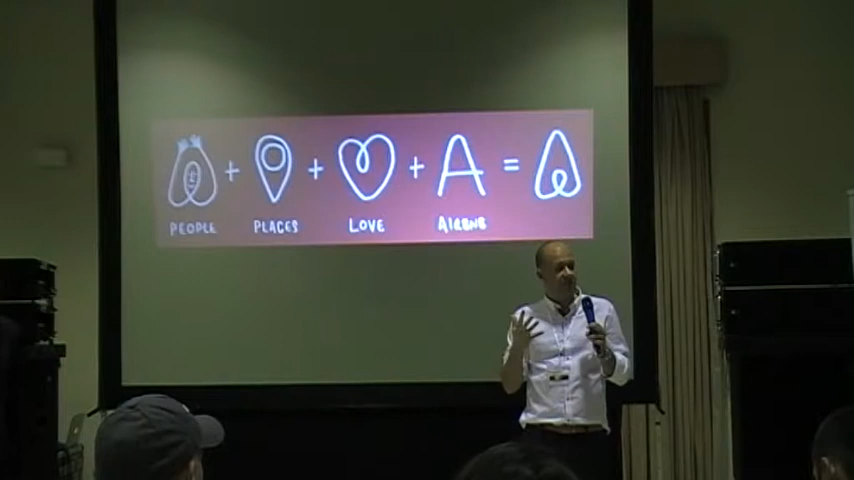 + + + A =
PEOPLE PLACES LOVE AIRBNB